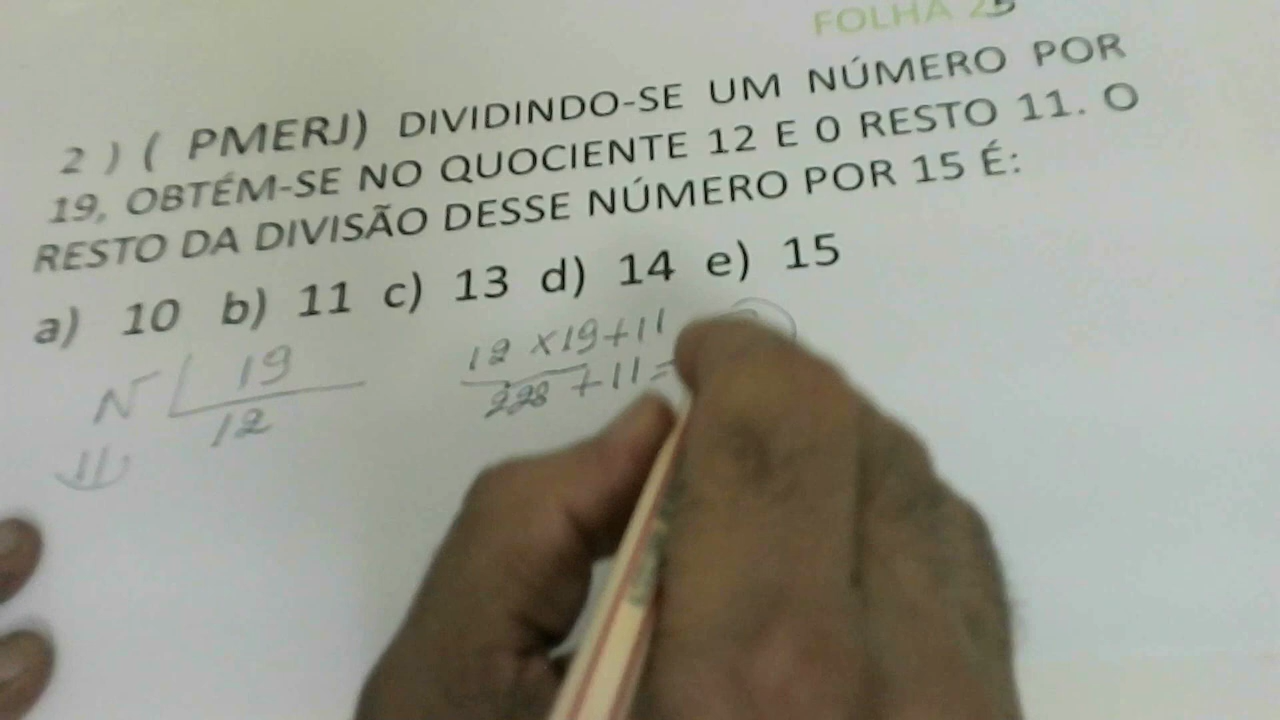 FOLHA 25
2 ) ( PMERJ) DIVIDINDO-SE UM NÚMERO POR
19, OBTÉM-SE NO QUOCIENTE 12 E O RESTO 11. O
RESTO DA DIVISÃO DESSE NÚMERO POR 15 É:
a) 10 b) 11 c) 13 d) 14 e) 15
N 19
12
11
12 x19+11
228 +11=